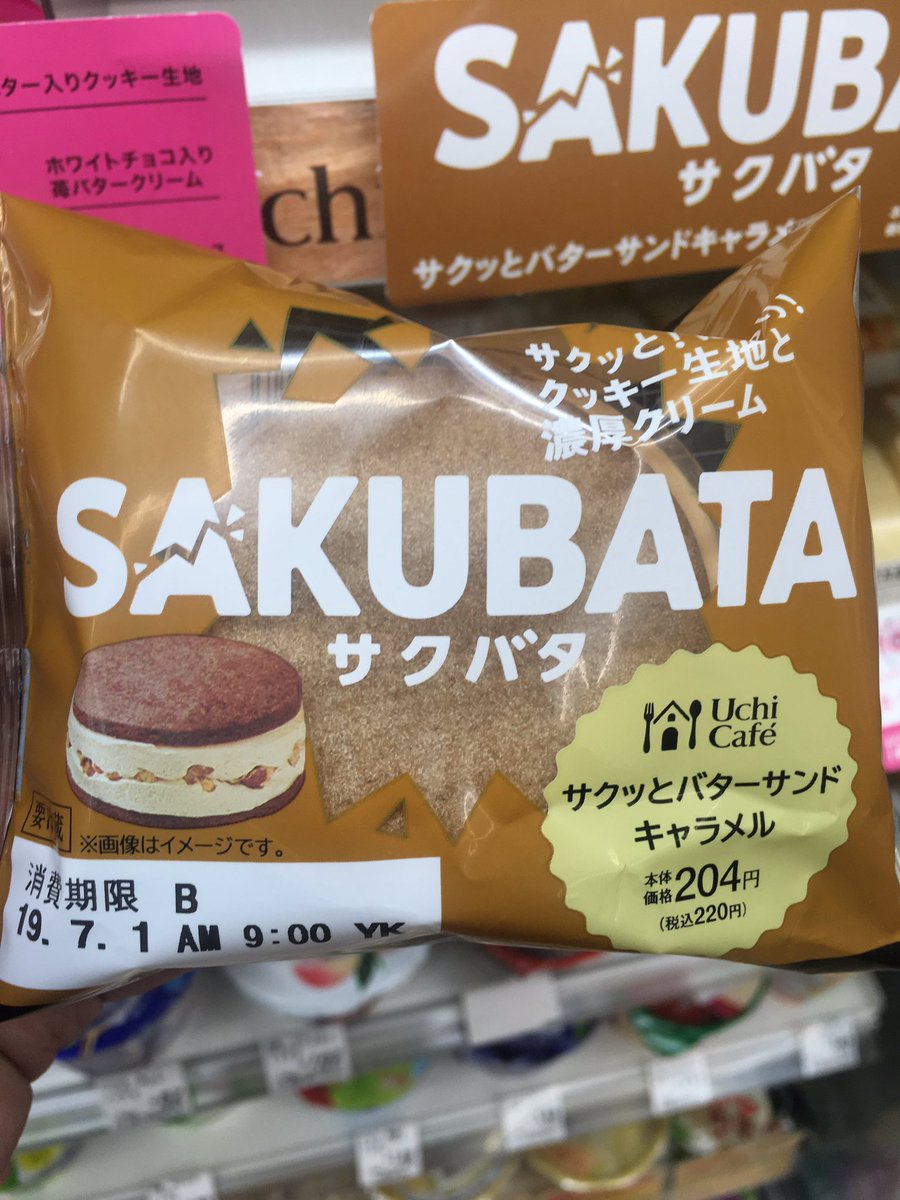 ター入りクッキー生地
ホワイトチョコ入り
苺バタークリーム
ch
SAKUBA
サクバタ
サクッとバターサンドキャラメ
サクッと
クッキー生地と
濃厚クリーム
SAKUBATA
サクバタ
Uchi
Café
サクッとバターサンド
キャラメル
本体
価格204円
(税込220円)
要冷蔵
※画像はイメージです。
消費期限 B
19. 7. 1 AM 9:00 YK